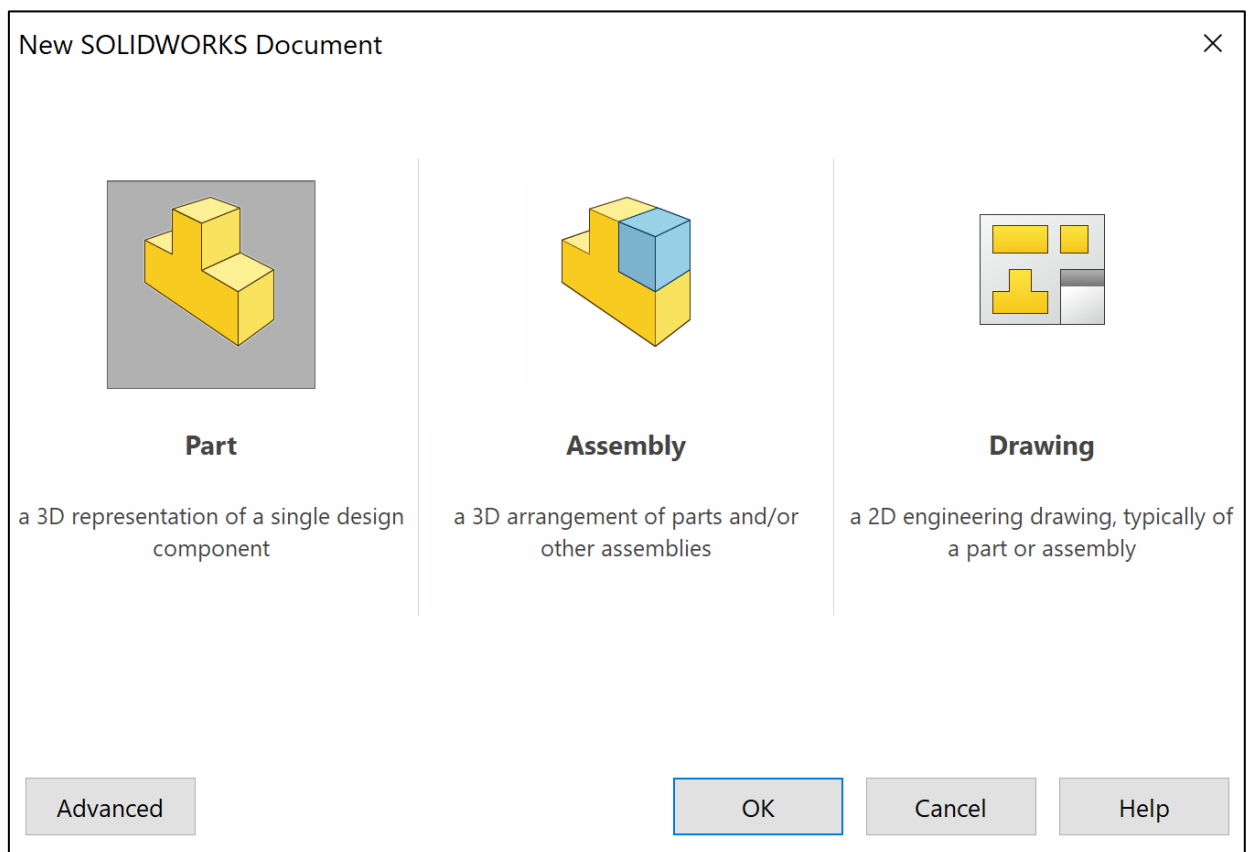 New SOLIDWORKS Document
Part
a 3D representation of a single design
component
Assembly
a 3D arrangement of parts and/or
other assemblies
Drawing
a 2D engineering drawing, typically of
a part or assembly
Advanced
OK
Cancel
Help